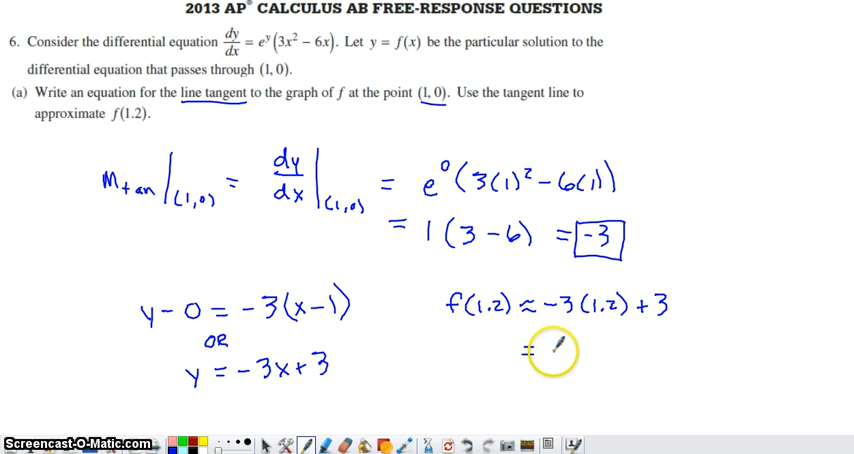 2013 AP® CALCULUS AB FREE-RESPONSE QUESTIONS
6. Consider the differential equation dy/dx = e^y(3x² − 6x). Let y = f(x) be the particular solution to the
differential equation that passes through (1, 0).
(a) Write an equation for the line tangent to the graph of f at the point (1, 0). Use the tangent line to
approximate f(1.2).
m_tan |_(1,0) = dy/dx |_(1,0) = e^0 (3(1)² − 6(1))
= 1 (3 − 6) = -3
y − 0 = −3(x − 1)
OR
y = −3x + 3
f(1.2) ≈ −3(1.2) + 3
=
Screencast-O-Matic.com